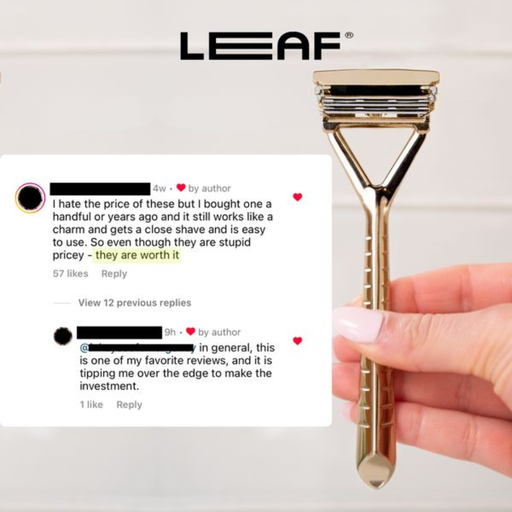 LEAF®
4w • by author
I hate the price of these but I bought one a
handful or years ago and it still works like a
charm and gets a close shave and is easy
to use. So even though they are stupid
pricey - they are worth it
57 likes Reply
View 12 previous replies
9h • by author
@ in general, this
is one of my favorite reviews, and it is
tipping me over the edge to make the
investment.
1 like Reply